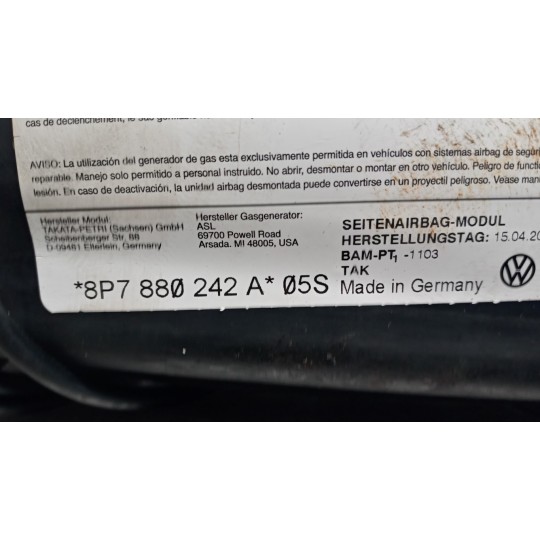 cas de declenchement, le
AVISO: La utilización del generador de gas esta exclusivamente permitida en vehículos con sistemas airbag de segur
reparable. Manejo solo permitido a personal instruido. No abrir, desmontar o montar en otro vehículo. Peligro de funct
lesión. En caso de deactivación, la unidad airbag desmontada puede convertirse en un proyectil peligroso. Vease man
Hersteller Modul:
TAKATA-PETRI (Sachsen) GmbH
Scheibenberger Str. 88
D-09481 Elterlein, Germany
Hersteller Gasgenerator:
ASL
69700 Powell Road
Arsada. MI 48005, USA
SEITENAIRBAG-MODUL
HERSTELLUNGSTAG: 15.04.20
BAM-PT1 -1103
TAK
Made in Germany
*8P7 880 242 A* 05S